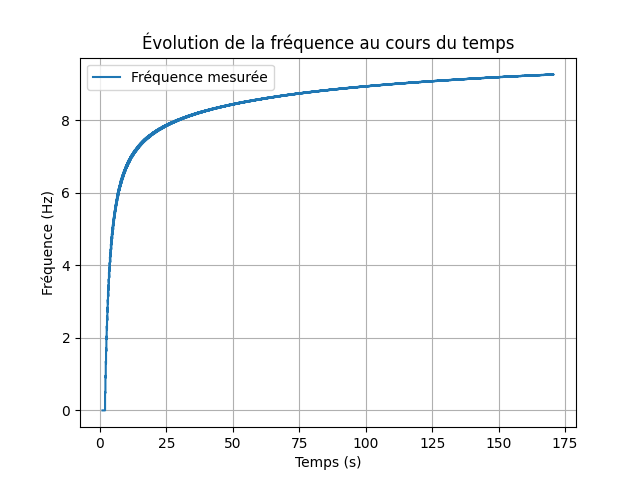 Évolution de la fréquence au cours du temps
Fréquence mesurée
Fréquence (Hz)
8
6
4
2
0
0 25 50 75 100 125 150 175
Temps (s)